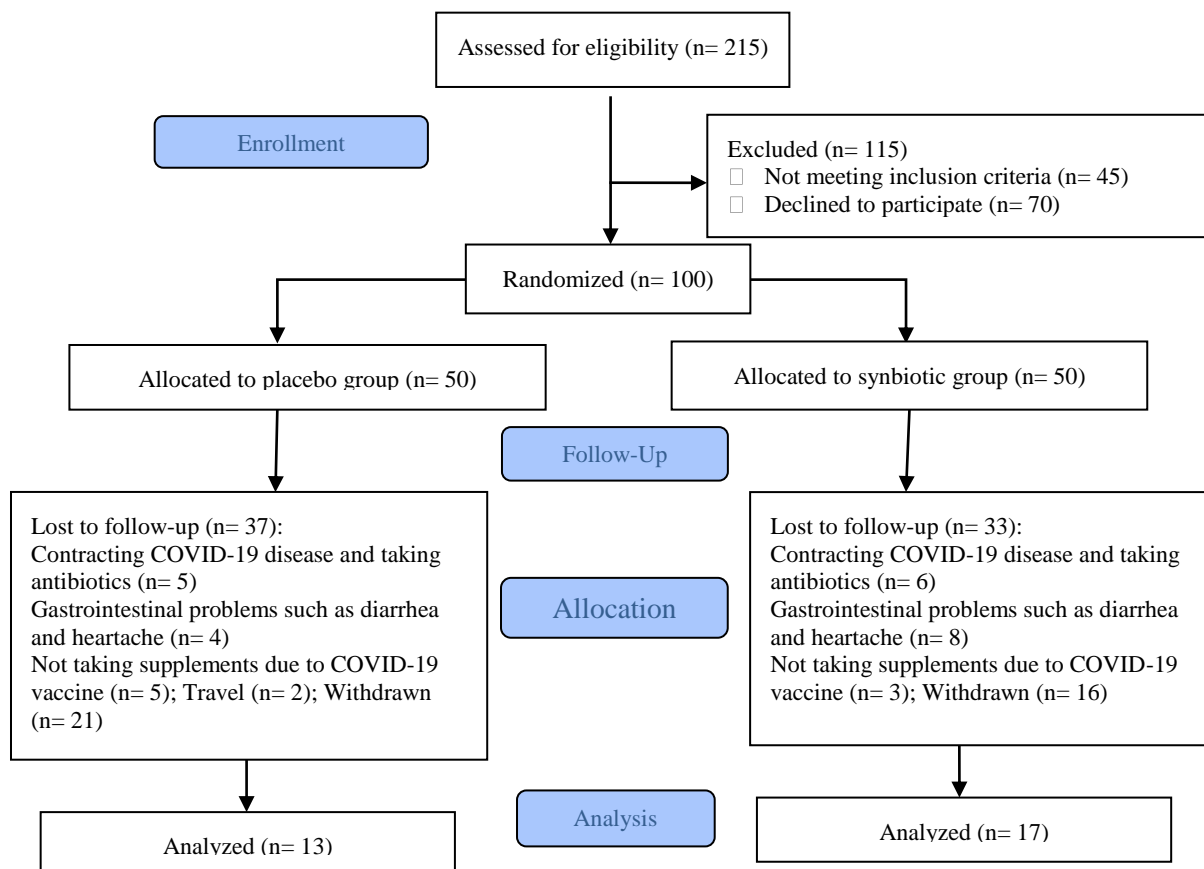 Assessed for eligibility (n= 215)
Enrollment
Excluded (n= 115)
Not meeting inclusion criteria (n= 45)
Declined to participate (n= 70)
Randomized (n= 100)
Allocated to placebo group (n= 50)
Allocated to synbiotic group (n= 50)
Follow-Up
Lost to follow-up (n= 37):
Contracting COVID-19 disease and taking
antibiotics (n= 5)
Gastrointestinal problems such as diarrhea
and heartache (n= 4)
Not taking supplements due to COVID-19
vaccine (n= 5); Travel (n= 2); Withdrawn
(n= 21)
Allocation
Lost to follow-up (n= 33):
Contracting COVID-19 disease and taking
antibiotics (n= 6)
Gastrointestinal problems such as diarrhea
and heartache (n= 8)
Not taking supplements due to COVID-19
vaccine (n= 3); Withdrawn (n= 16)
Analysis
Analyzed (n= 13)
Analyzed (n= 17)